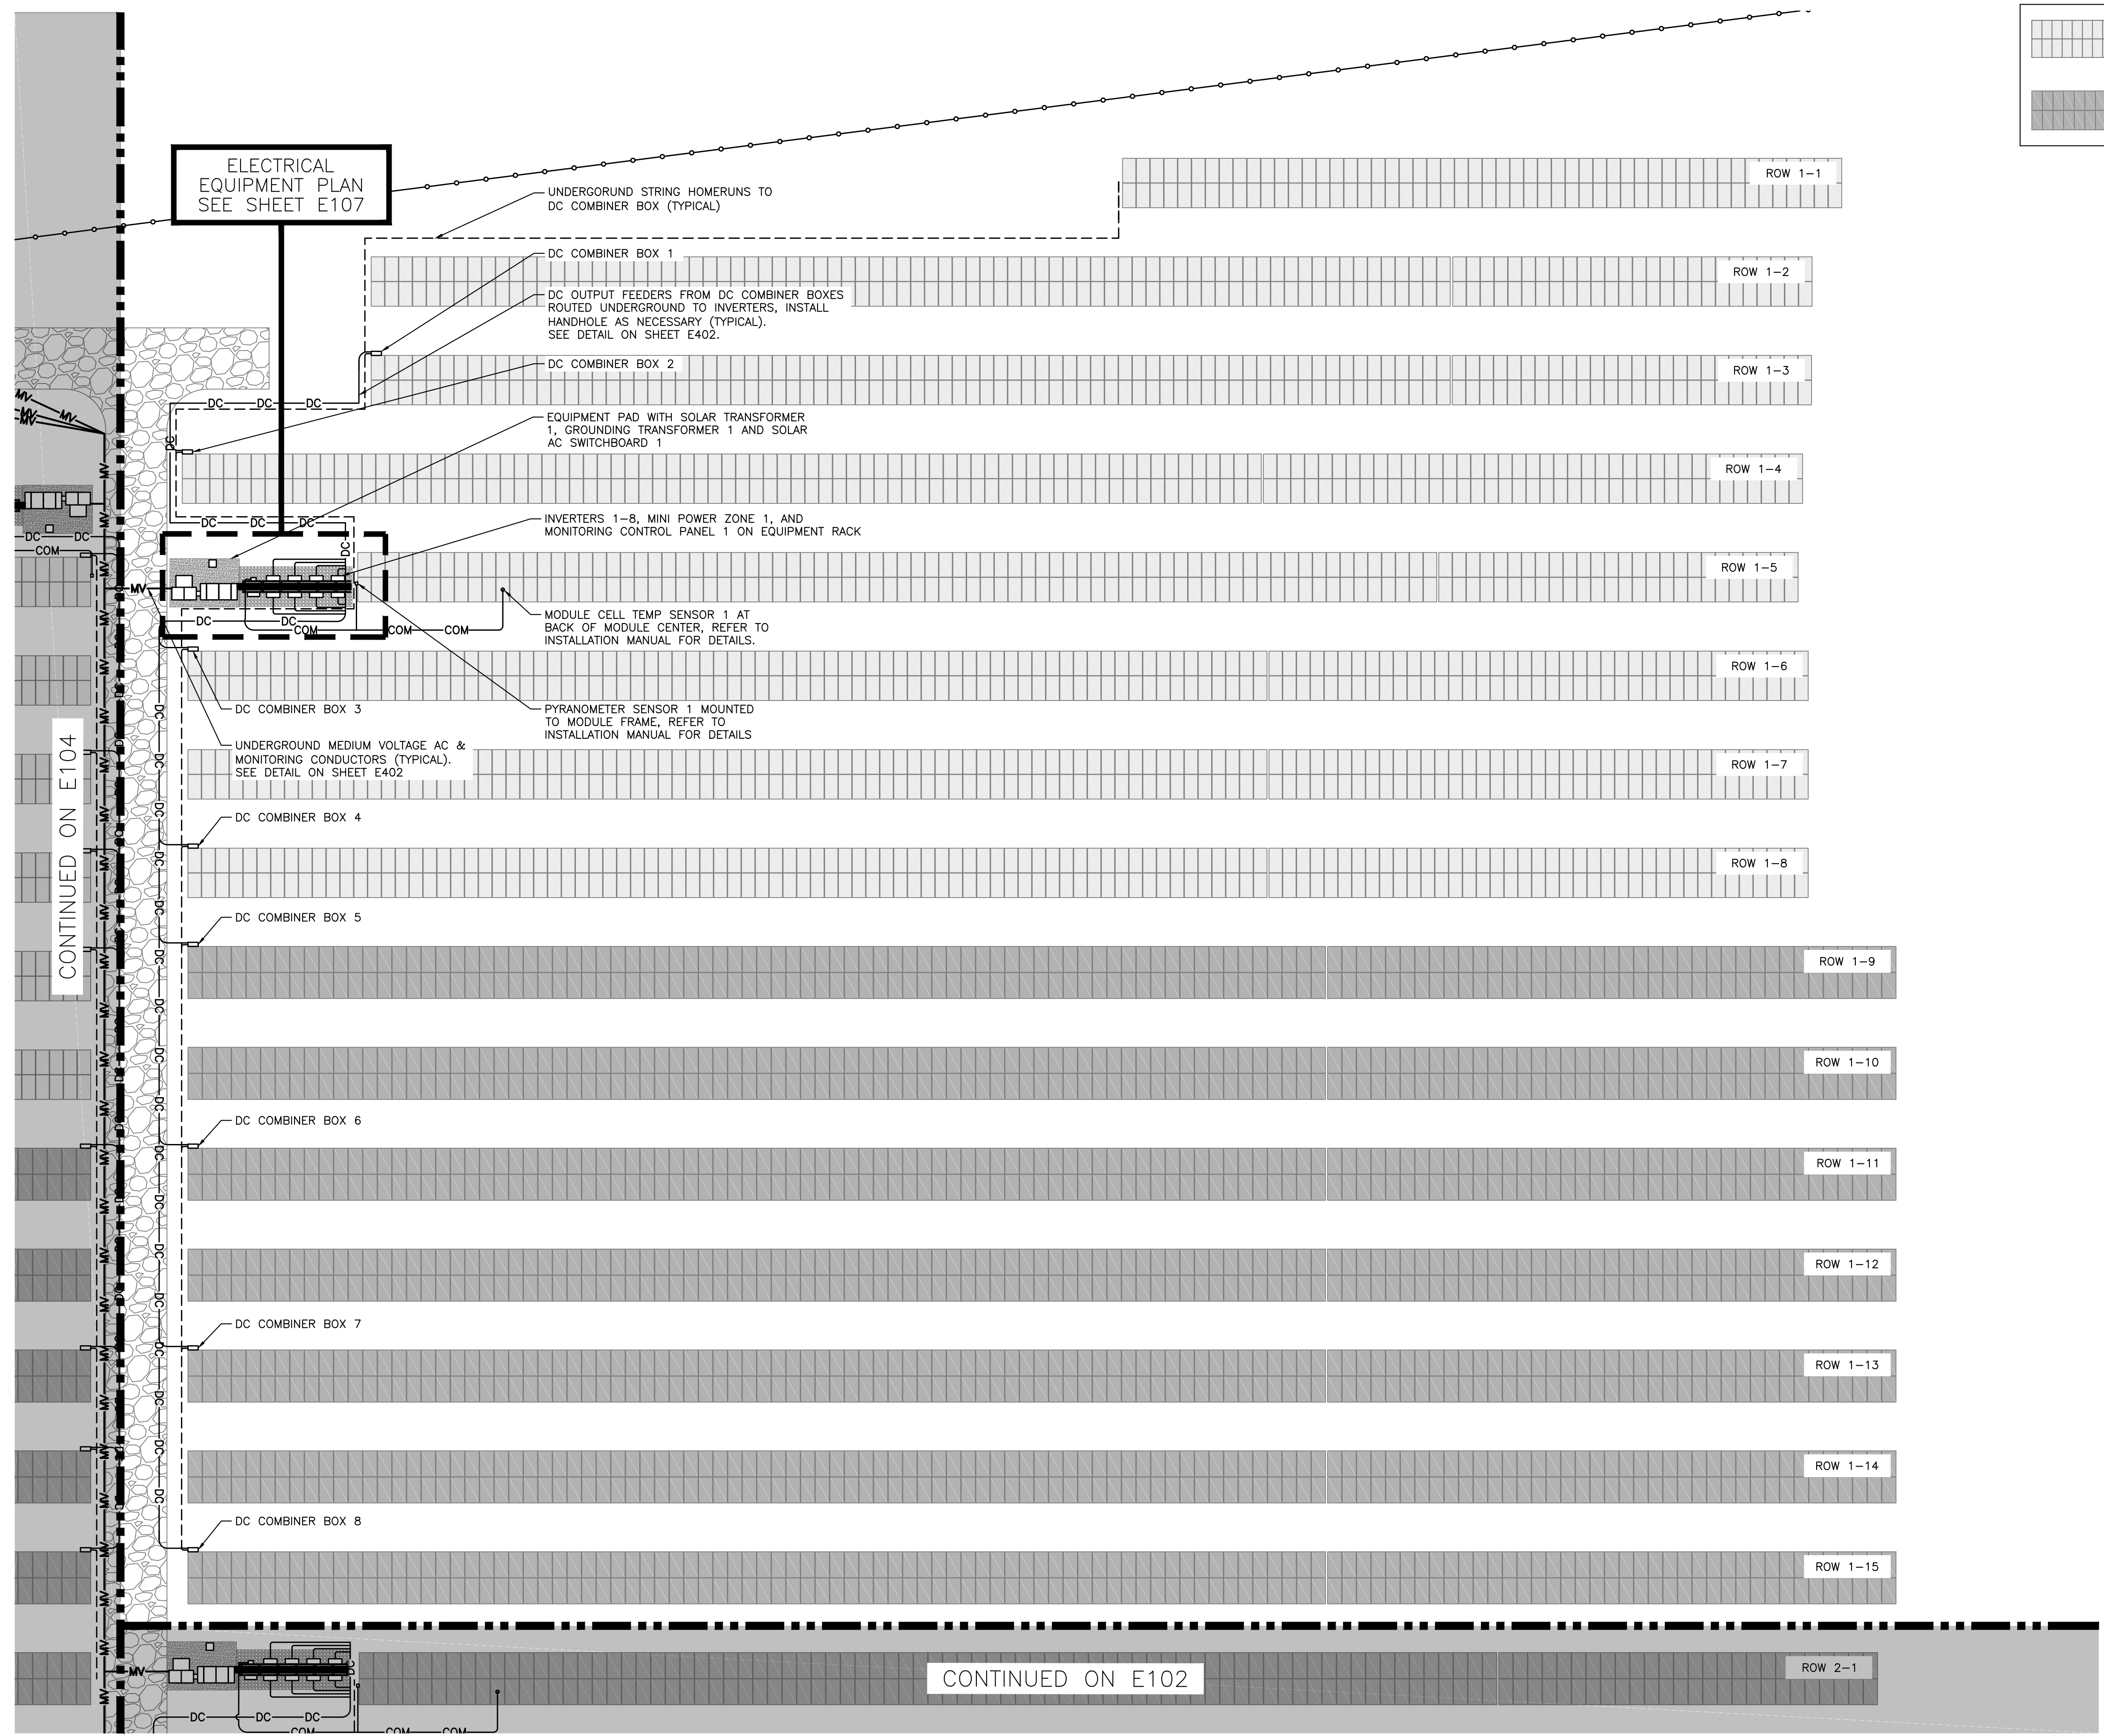 ELECTRICAL
EQUIPMENT PLAN
SEE SHEET E107
UNDERGORUND STRING HOMERUNS TO
DC COMBINER BOX (TYPICAL)
ROW 1-1
DC COMBINER BOX 1
ROW 1-2
DC OUTPUT FEEDERS FROM DC COMBINER BOXES
ROUTED UNDERGROUND TO INVERTERS, INSTALL
HANDHOLE AS NECESSARY (TYPICAL).
SEE DETAIL ON SHEET E402.
DC COMBINER BOX 2
ROW 1-3
DC DC DC
MV MV MV
EQUIPMENT PAD WITH SOLAR TRANSFORMER
1, GROUNDING TRANSFORMER 1 AND SOLAR
AC SWITCHBOARD 1
ROW 1-4
DC DC DC
INVERTERS 1-8, MINI POWER ZONE 1, AND
MONITORING CONTROL PANEL 1 ON EQUIPMENT RACK
DC DC
COM
ROW 1-5
MV
DC DC
COM COM COM
MODULE CELL TEMP SENSOR 1 AT
BACK OF MODULE CENTER, REFER TO
INSTALLATION MANUAL FOR DETAILS.
ROW 1-6
DC COMBINER BOX 3
PYRANOMETER SENSOR 1 MOUNTED
TO MODULE FRAME, REFER TO
INSTALLATION MANUAL FOR DETAILS
UNDERGROUND MEDIUM VOLTAGE AC &
MONITORING CONDUCTORS (TYPICAL).
SEE DETAIL ON SHEET E402
ROW 1-7
CONTINUED ON E104
DC COMBINER BOX 4
ROW 1-8
DC COMBINER BOX 5
ROW 1-9
ROW 1-10
DC COMBINER BOX 6
ROW 1-11
ROW 1-12
DC COMBINER BOX 7
ROW 1-13
ROW 1-14
DC COMBINER BOX 8
ROW 1-15
MV
CONTINUED ON E102
ROW 2-1
DC DC DC
COM COM COM